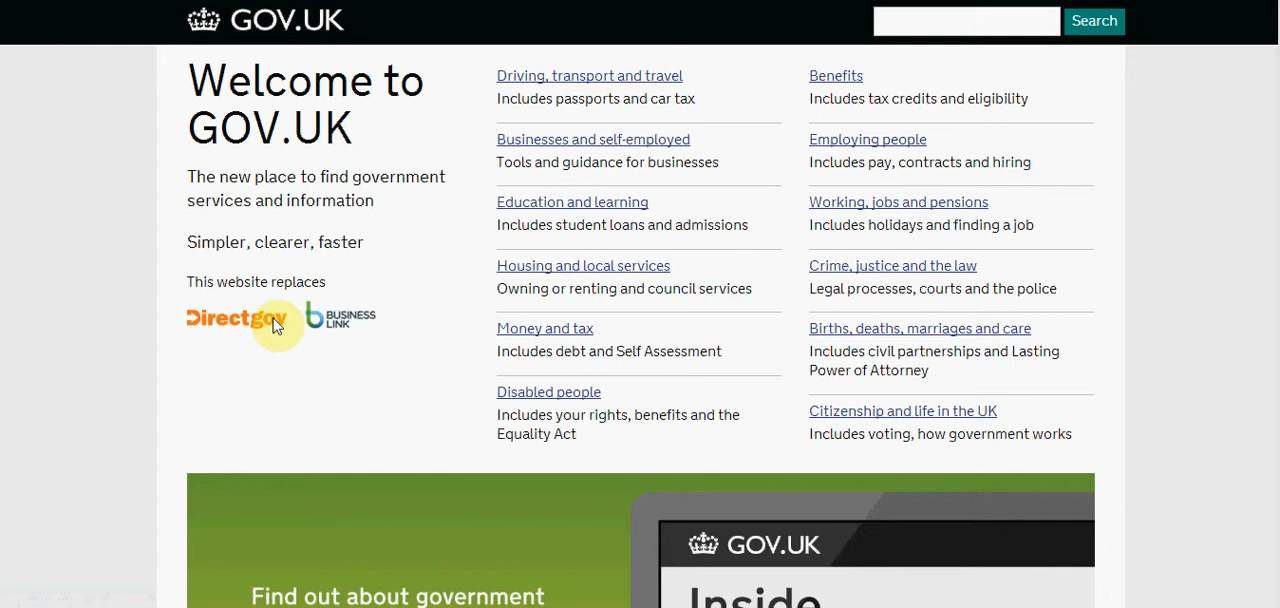 GOV.UK
Search
Welcome to
GOV.UK
The new place to find government
services and information
Simpler, clearer, faster
This website replaces
Directgov
BUSINESS
LINK
Driving, transport and travel
Includes passports and car tax
Businesses and self-employed
Tools and guidance for businesses
Education and learning
Includes student loans and admissions
Housing and local services
Owning or renting and council services
Money and tax
Includes debt and Self Assessment
Disabled people
Includes your rights, benefits and the
Equality Act
Benefits
Includes tax credits and eligibility
Employing people
Includes pay, contracts and hiring
Working, jobs and pensions
Includes holidays and finding a job
Crime, justice and the law
Legal processes, courts and the police
Births, deaths, marriages and care
Includes civil partnerships and Lasting
Power of Attorney
Citizenship and life in the UK
Includes voting, how government works
Find out about government
GOV.UK
Inside